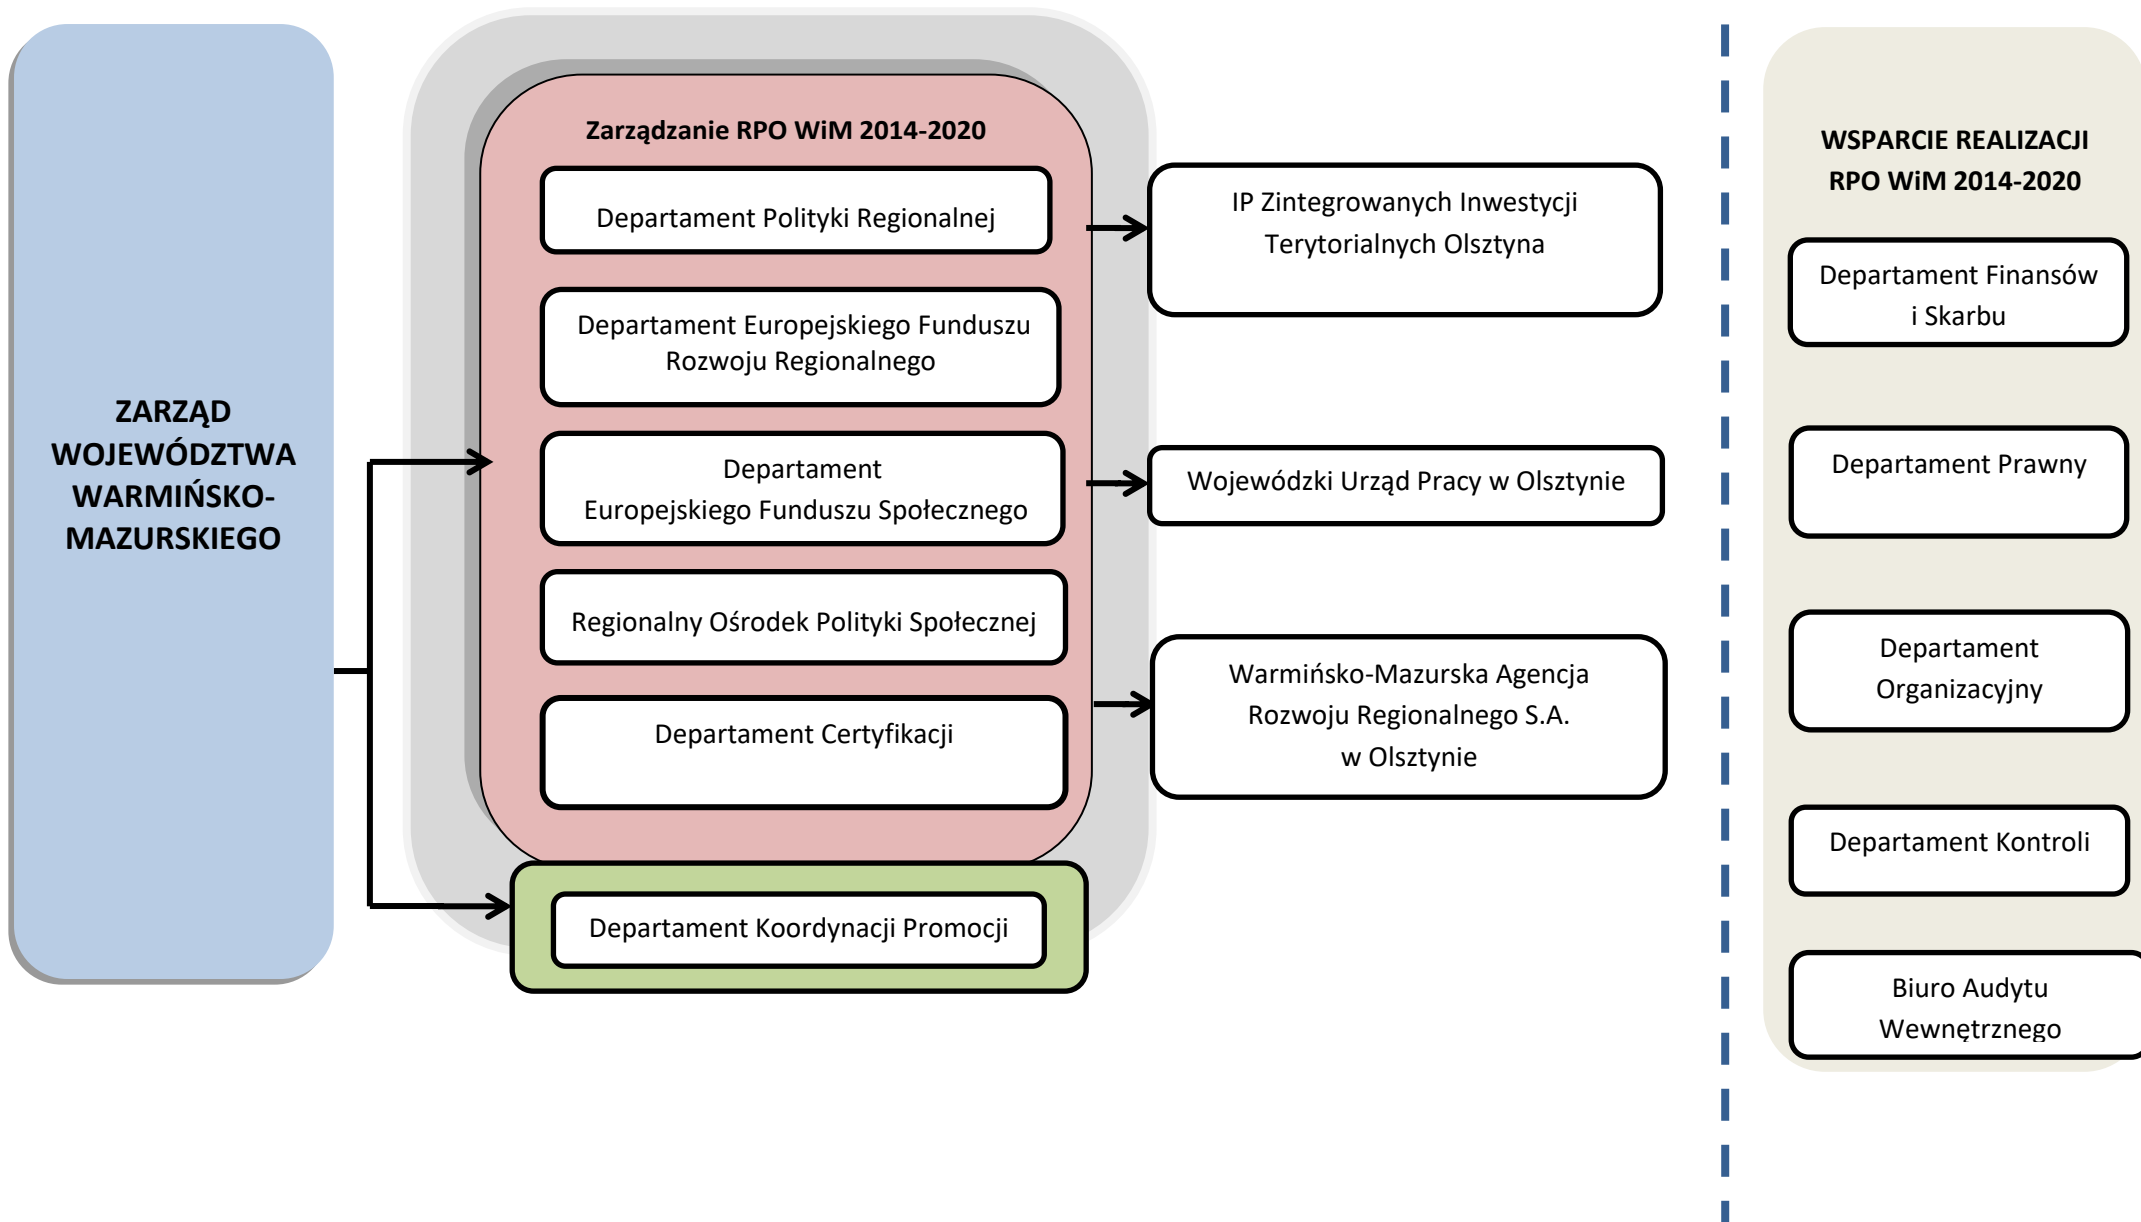 ZARZĄD
WOJEWÓDZTWA
WARMIŃSKO-
MAZURSKIEGO
Zarządzanie RPO WiM 2014-2020
Departament Polityki Regionalnej
Departament Europejskiego Funduszu
Rozwoju Regionalnego
Departament
Europejskiego Funduszu Społecznego
Regionalny Ośrodek Polityki Społecznej
Departament Certyfikacji
Departament Koordynacji Promocji
IP Zintegrowanych Inwestycji
Terytorialnych Olsztyna
Wojewódzki Urząd Pracy w Olsztynie
Warmińsko-Mazurska Agencja
Rozwoju Regionalnego S.A.
w Olsztynie
WSPARCIE REALIZACJI
RPO WiM 2014-2020
Departament Finansów
i Skarbu
Departament Prawny
Departament
Organizacyjny
Departament Kontroli
Biuro Audytu
Wewnętrznego